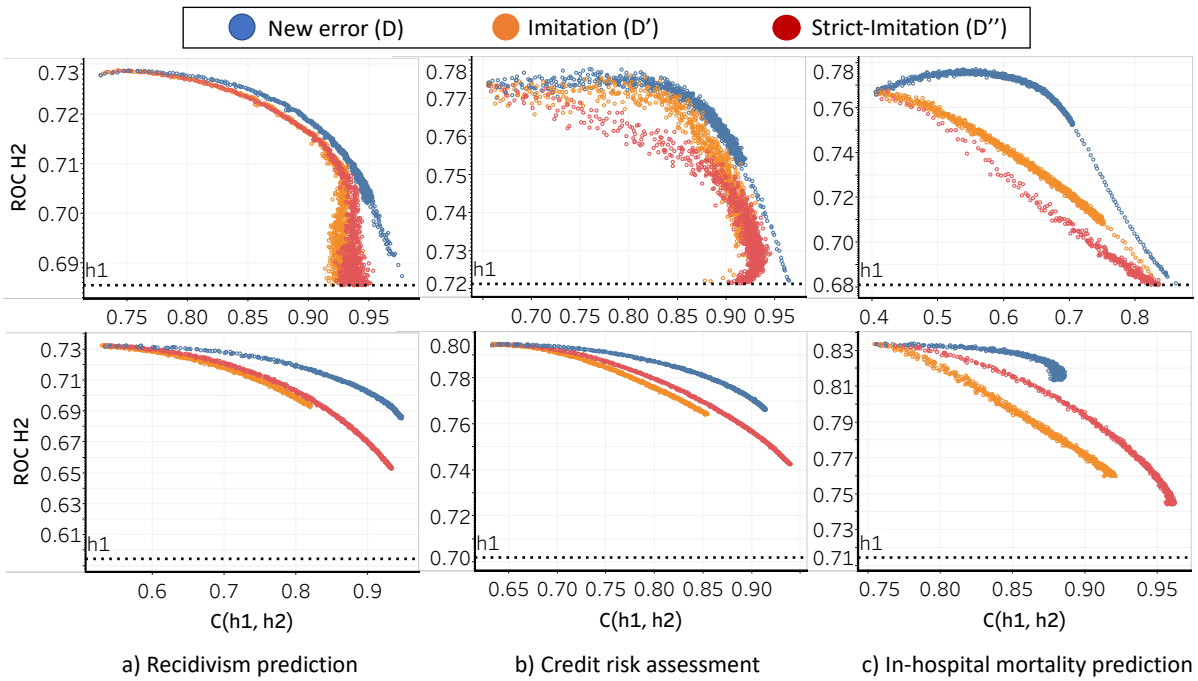 New error (D) Imitation (D') Strict-Imitation (D'')
ROC H2
0.73
0.72
0.71
0.70
0.69
h1
0.75 0.80 0.85 0.90 0.95
0.78
0.77
0.76
0.75
0.74
0.73
0.72
h1
0.70 0.75 0.80 0.85 0.90 0.95
0.78
0.76
0.74
0.72
0.70
0.68
h1
0.4 0.5 0.6 0.7 0.8
ROC H2
0.73
0.71
0.69
0.67
0.65
0.63
0.61
h1
0.6 0.7 0.8 0.9
C(h1, h2)
0.80
0.78
0.76
0.74
0.72
0.70
h1
0.65 0.70 0.75 0.80 0.85 0.90
C(h1, h2)
0.83
0.81
0.79
0.77
0.75
0.73
0.71
h1
0.75 0.80 0.85 0.90 0.95
C(h1, h2)
a) Recidivism prediction b) Credit risk assessment c) In-hospital mortality prediction